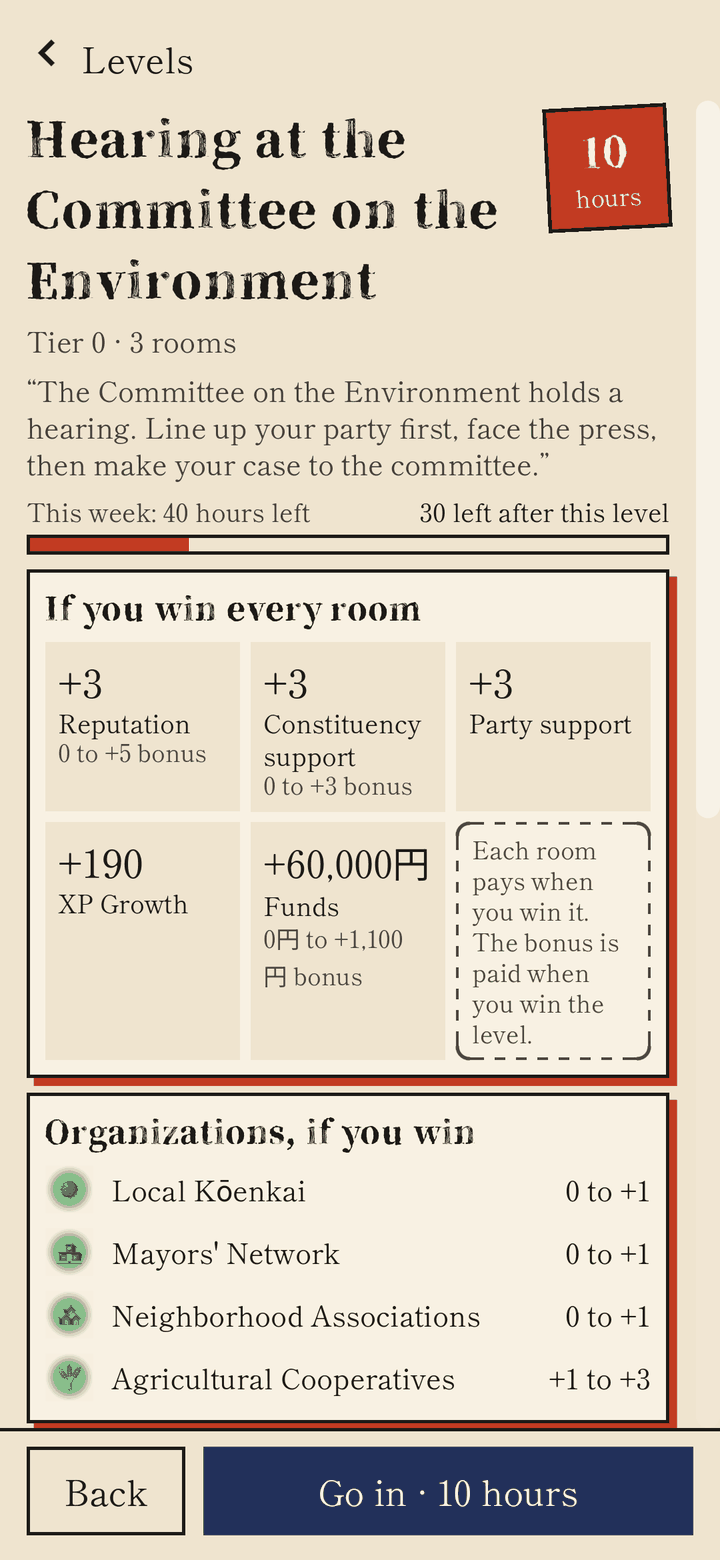 Levels
Hearing at the
Committee on the
Environment
10
hours
Tier 0 · 3 rooms
“The Committee on the Environment holds a
hearing. Line up your party first, face the press,
then make your case to the committee.”
This week: 40 hours left
30 left after this level
If you win every room
+3
Reputation
0 to +5 bonus
+3
Constituency
support
0 to +3 bonus
+3
Party support
+190
XP Growth
+60,000円
Funds
0円 to +1,100
円 bonus
Each room
pays when
you win it.
The bonus is
paid when
you win the
level.
Organizations, if you win
Local Kōenkai
0 to +1
Mayors' Network
0 to +1
Neighborhood Associations
0 to +1
Agricultural Cooperatives
+1 to +3
Back
Go in · 10 hours